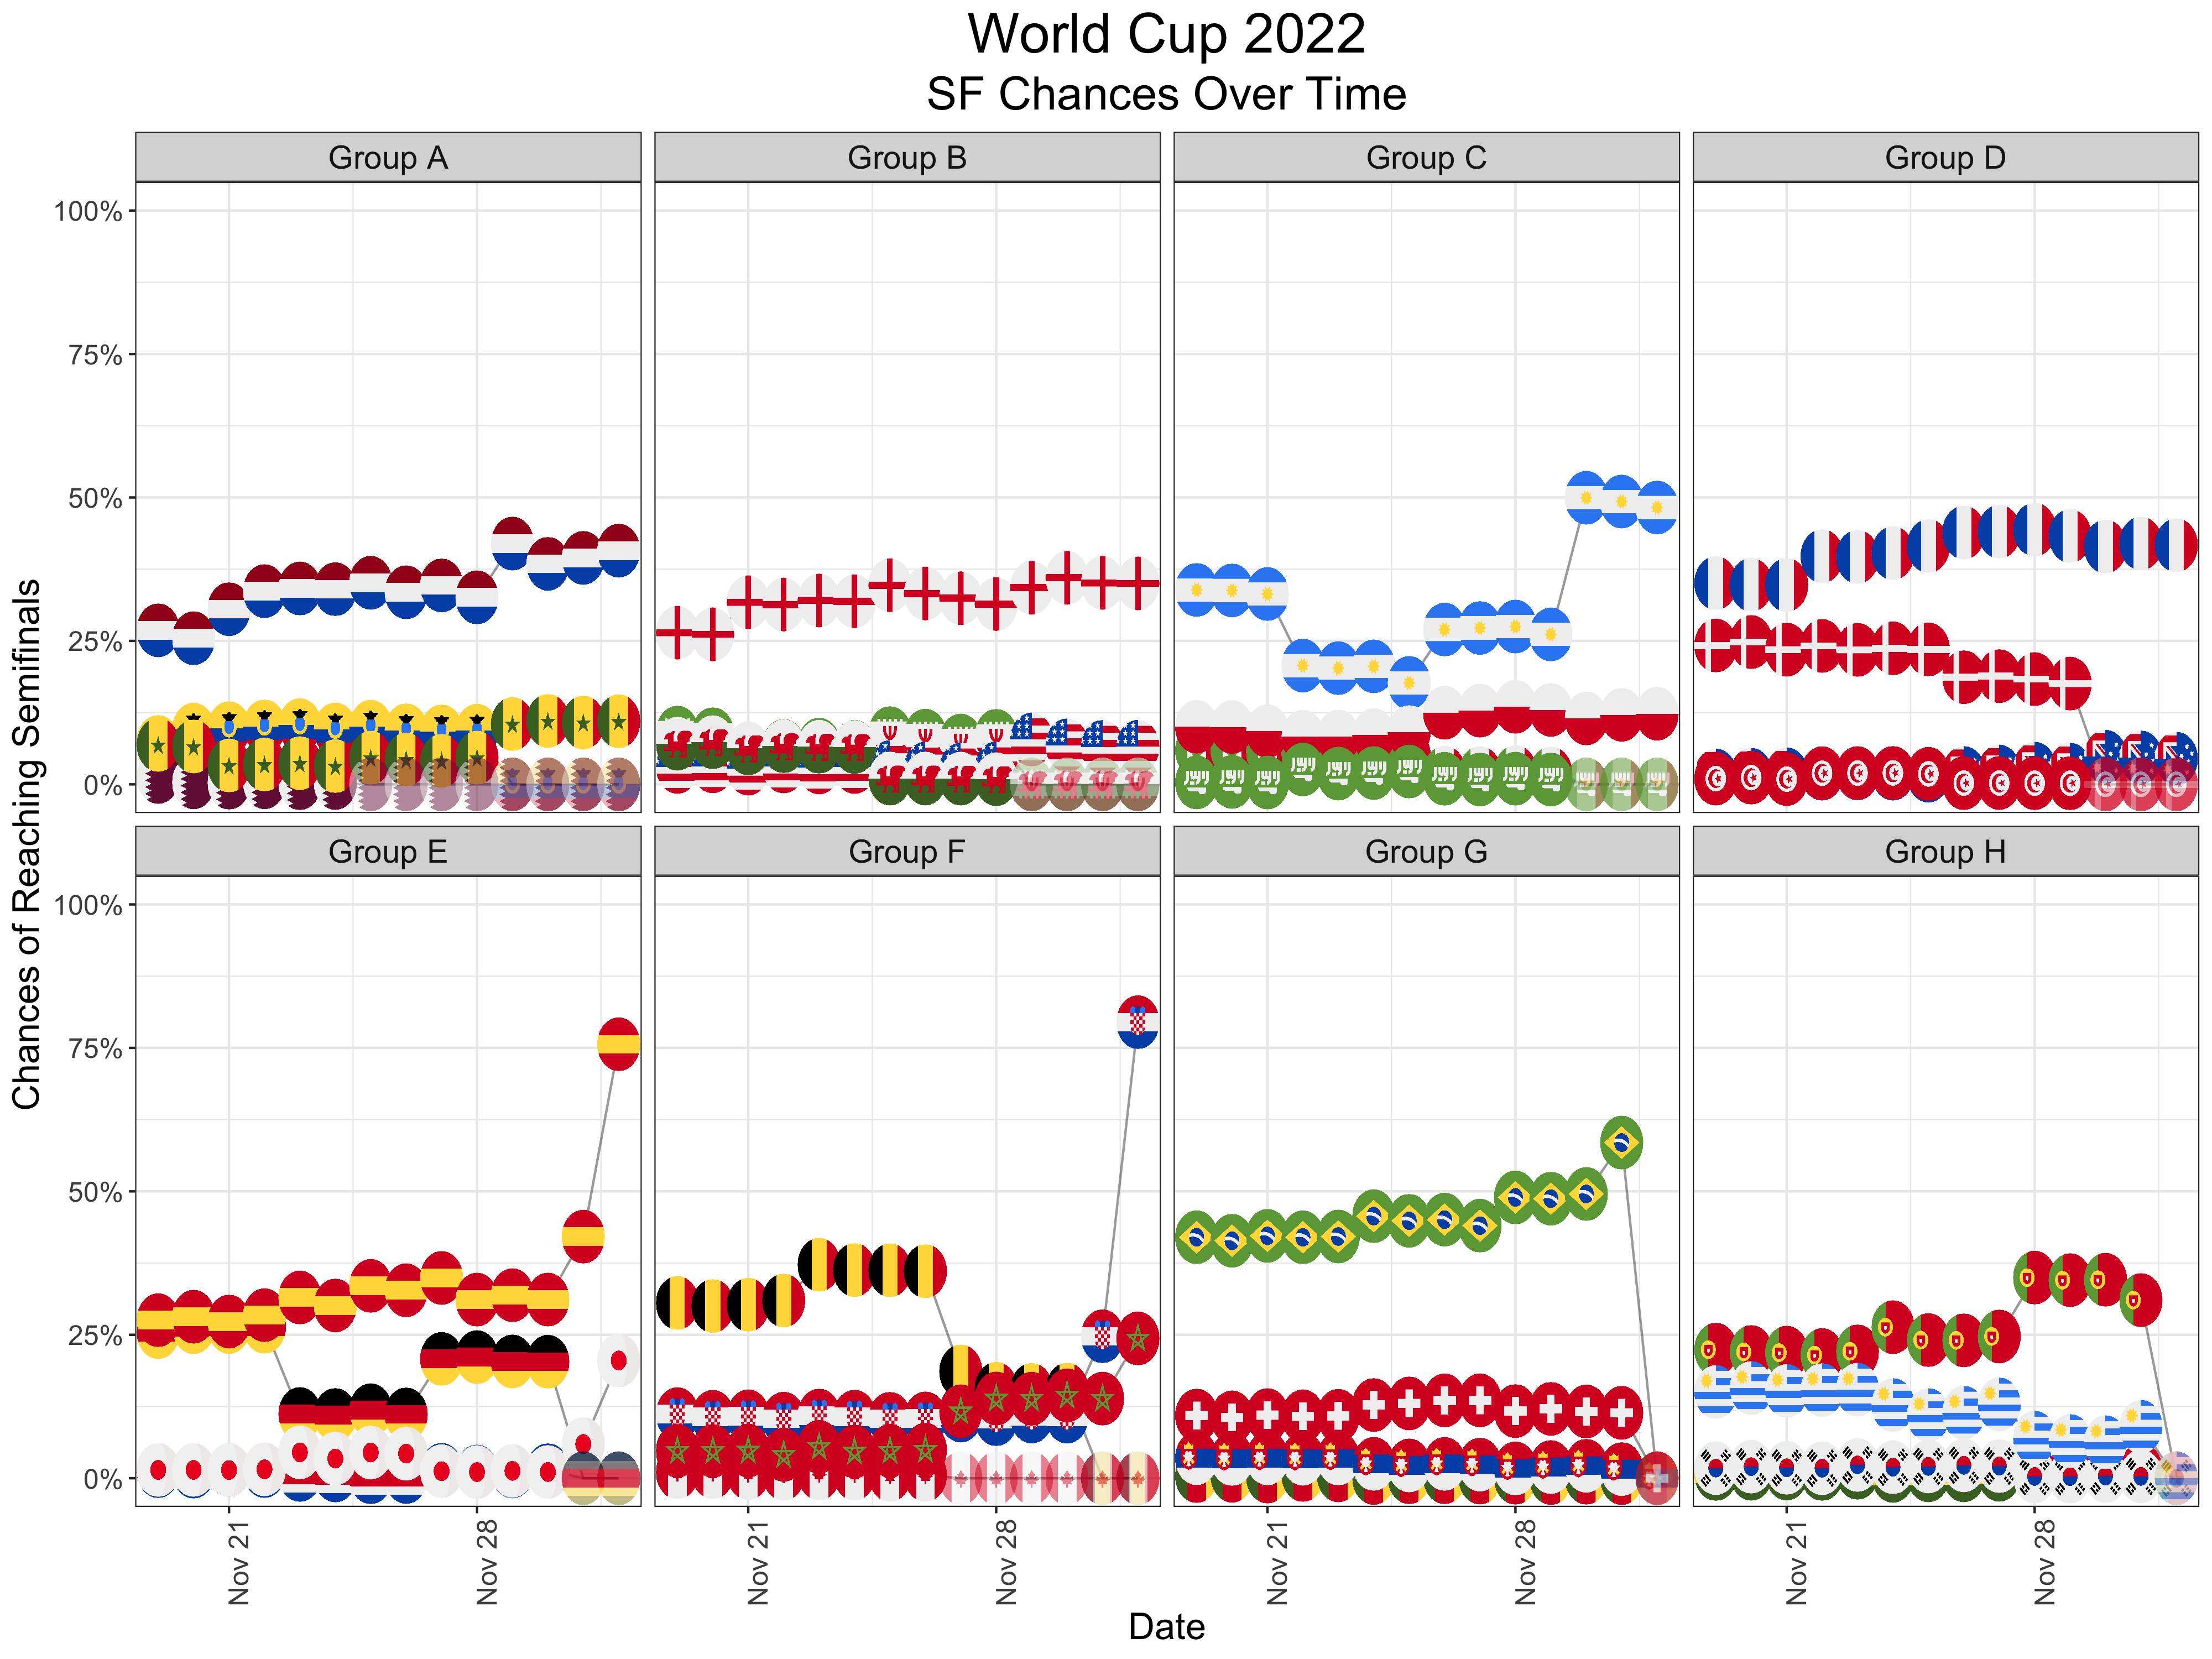 World Cup 2022
SF Chances Over Time
Group A
Group B
Group C
Group D
100%
75%
50%
25%
0%
Group E
Group F
Group G
Group H
100%
75%
50%
25%
0%
Nov 21
Nov 28
Nov 21
Nov 28
Nov 21
Nov 28
Nov 21
Nov 28
Date
Chances of Reaching Semifinals